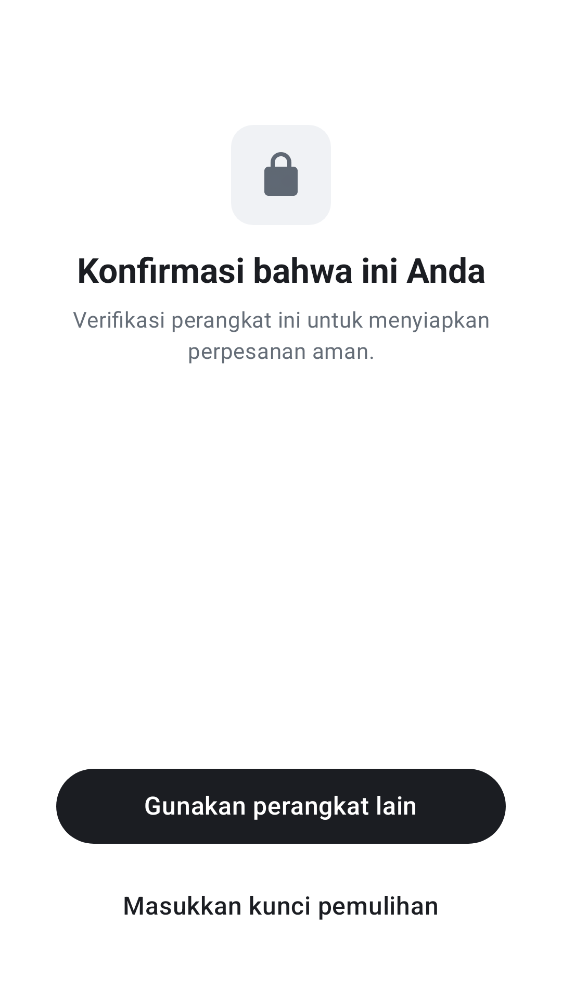 Konfirmasi bahwa ini Anda
Verifikasi perangkat ini untuk menyiapkan
perpesanan aman.
Gunakan perangkat lain
Masukkan kunci pemulihan